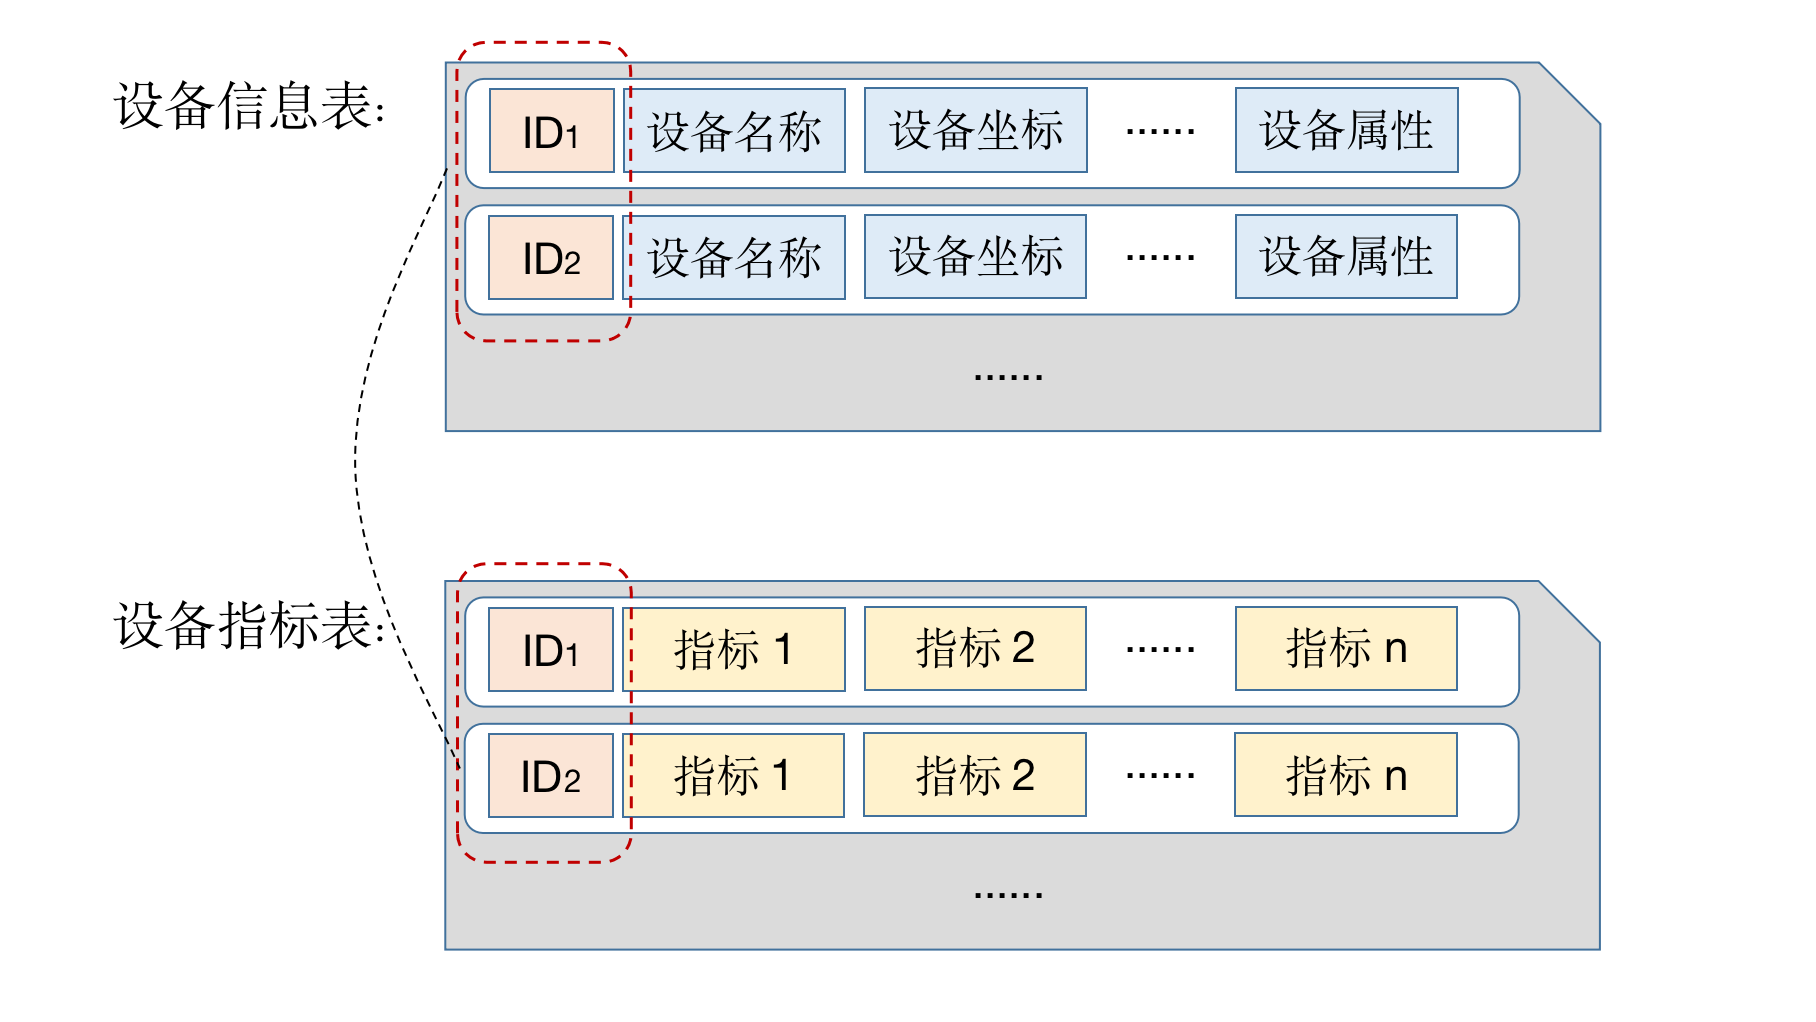 设备信息表:
ID1 设备名称 设备坐标 ...... 设备属性
ID2 设备名称 设备坐标 ...... 设备属性
......
设备指标表:
ID1 指标 1 指标 2 ...... 指标 n
ID2 指标 1 指标 2 ...... 指标 n
......